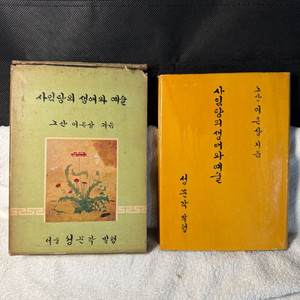 사임당의 생애와 예술
노산 이은상 지음
서울 성문각 발행
사임당의 생애와 예술
노산 이은상 지음
성문각 발행